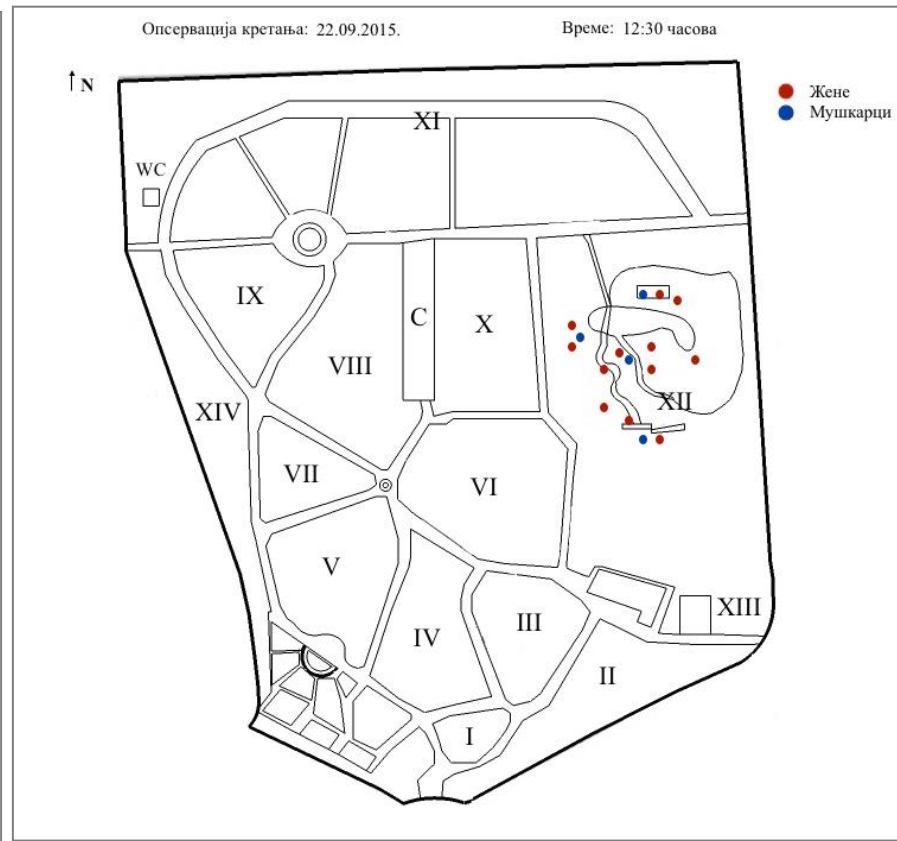 Опсервација кретања: 22.09.2015. Време: 12:30 часова
N
Жене
Мушкарци
XI
WC
IX
C
X
VIII
XIV
XII
VII
VI
V
XIII
IV
III
II
I